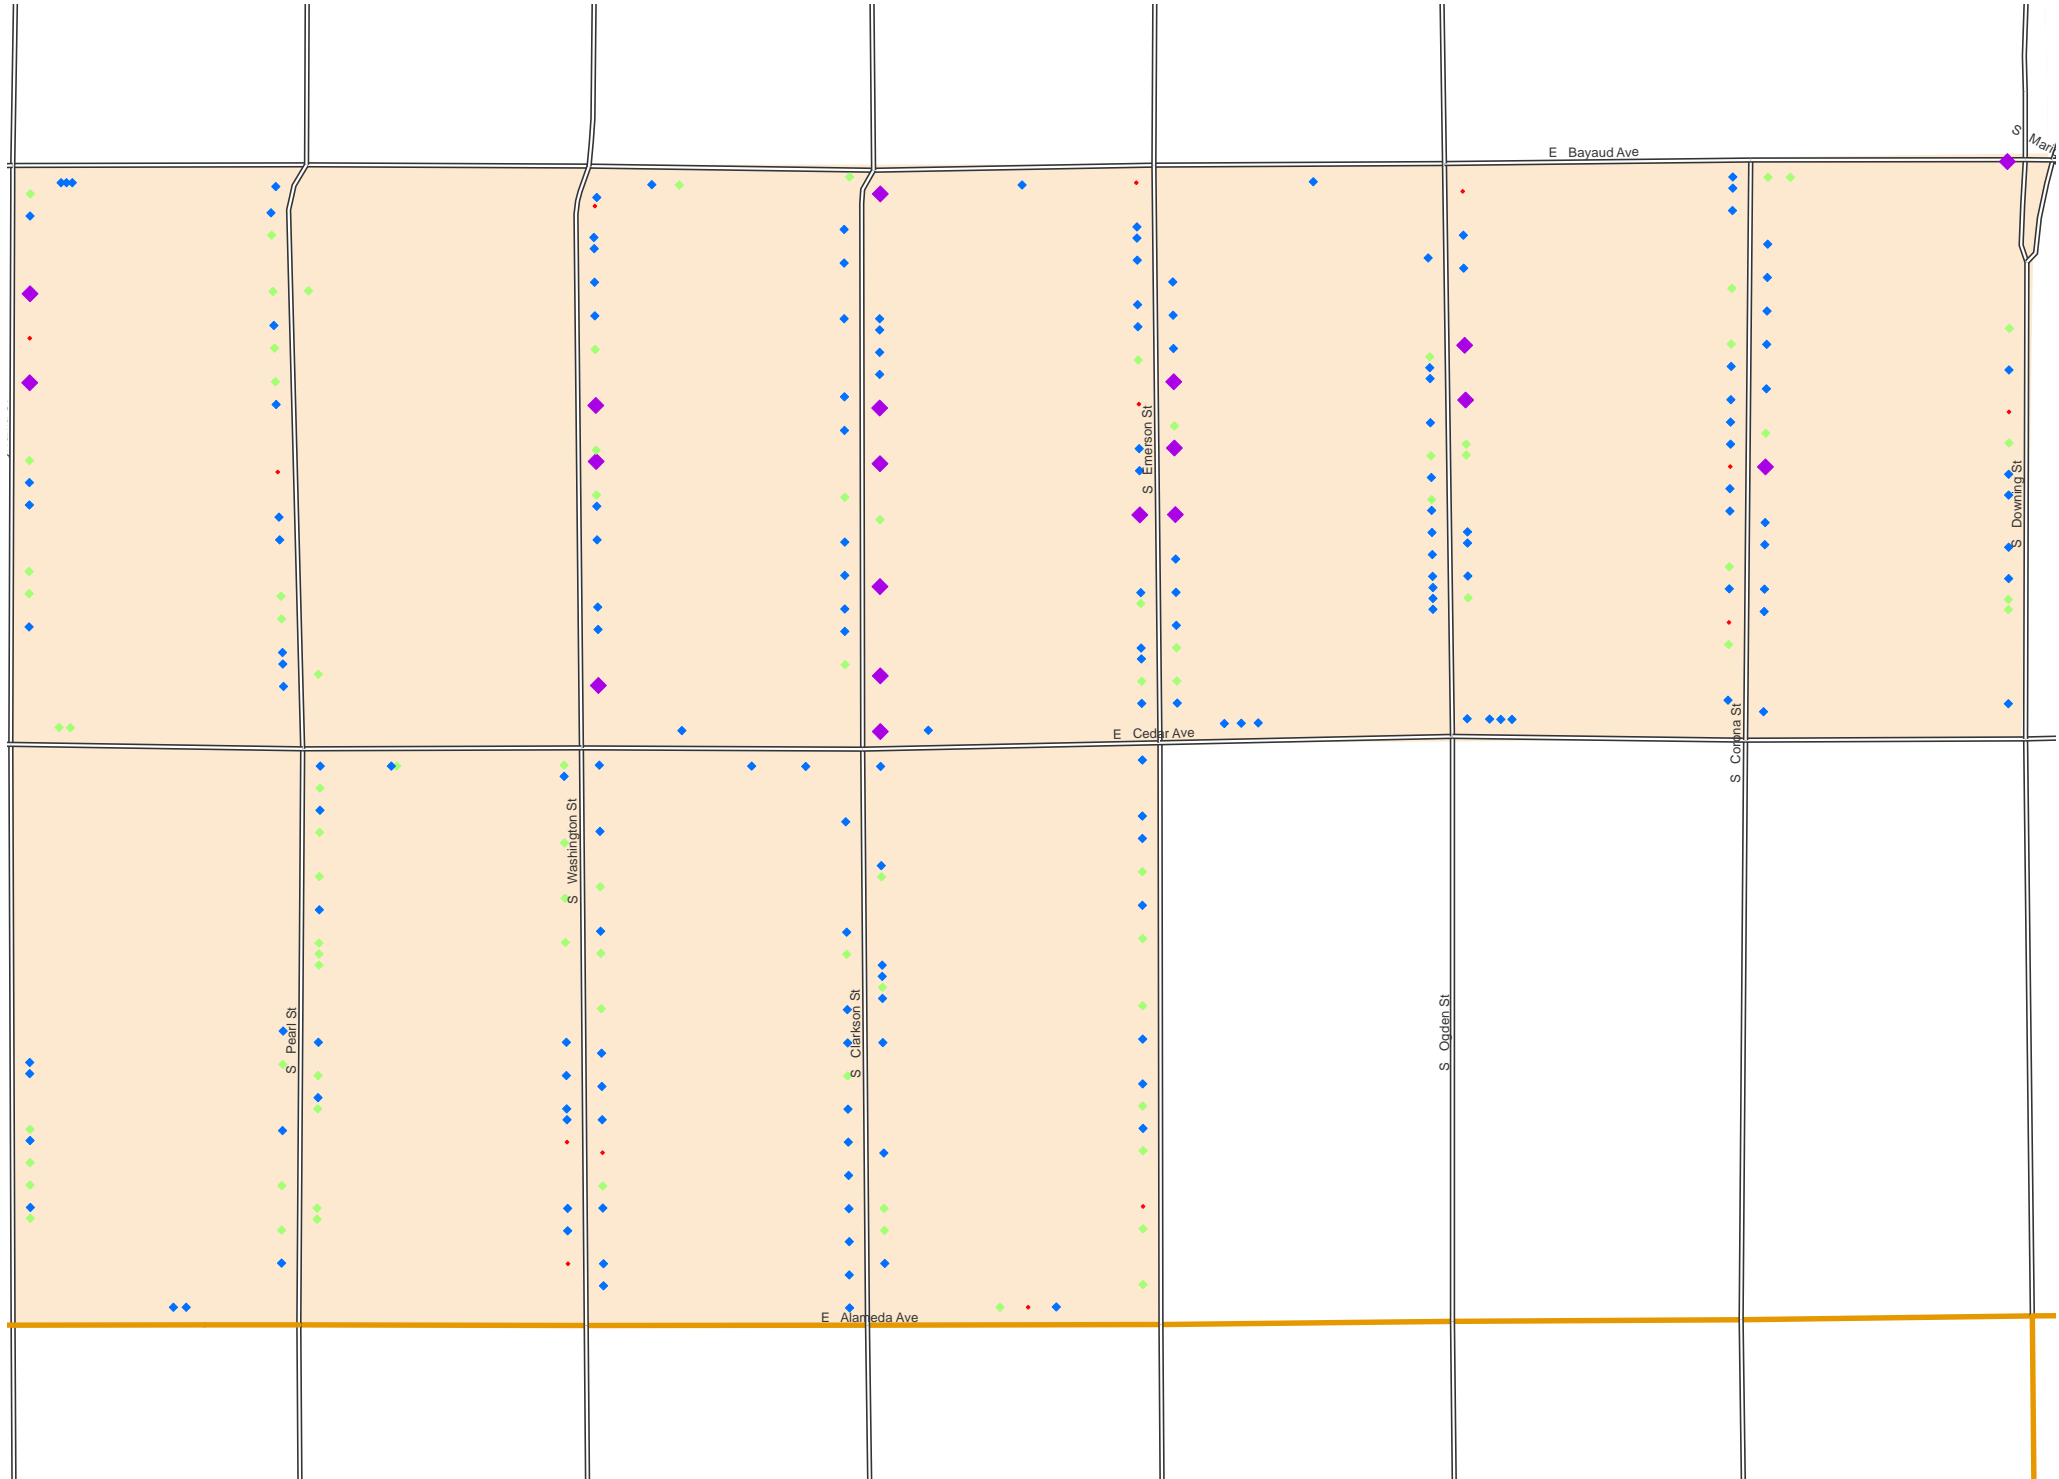 E Bayaud Ave
S Mari
S Emerson St
S Downing St
E Cedar Ave
S Corona St
S Washington St
S Pearl St
S Clarkson St
S Ogden St
E Alameda Ave